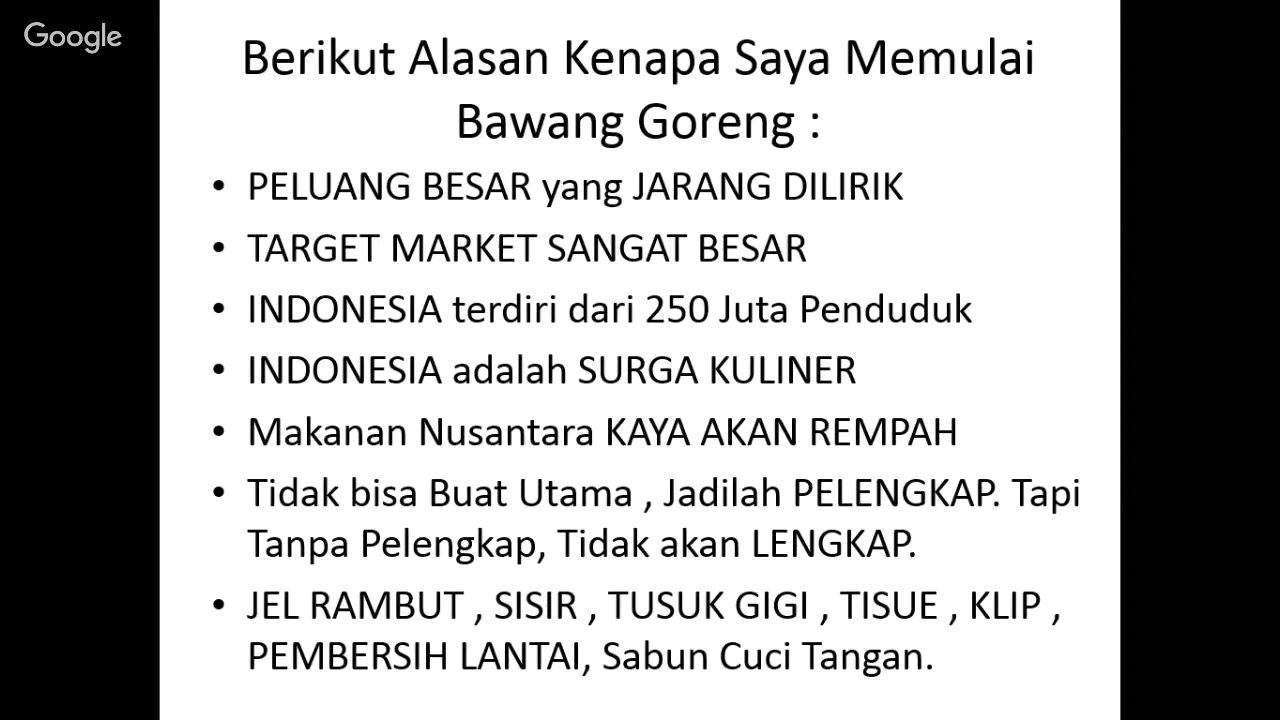 Google
Berikut Alasan Kenapa Saya Memulai
Bawang Goreng :
• PELUANG BESAR yang JARANG DILIRIK
• TARGET MARKET SANGAT BESAR
• INDONESIA terdiri dari 250 Juta Penduduk
• INDONESIA adalah SURGA KULINER
• Makanan Nusantara KAYA AKAN REMPAH
• Tidak bisa Buat Utama , Jadilah PELENGKAP. Tapi
Tanpa Pelengkap, Tidak akan LENGKAP.
• JEL RAMBUT , SISIR , TUSUK GIGI , TISUE , KLIP ,
PEMBERSIH LANTAI, Sabun Cuci Tangan.